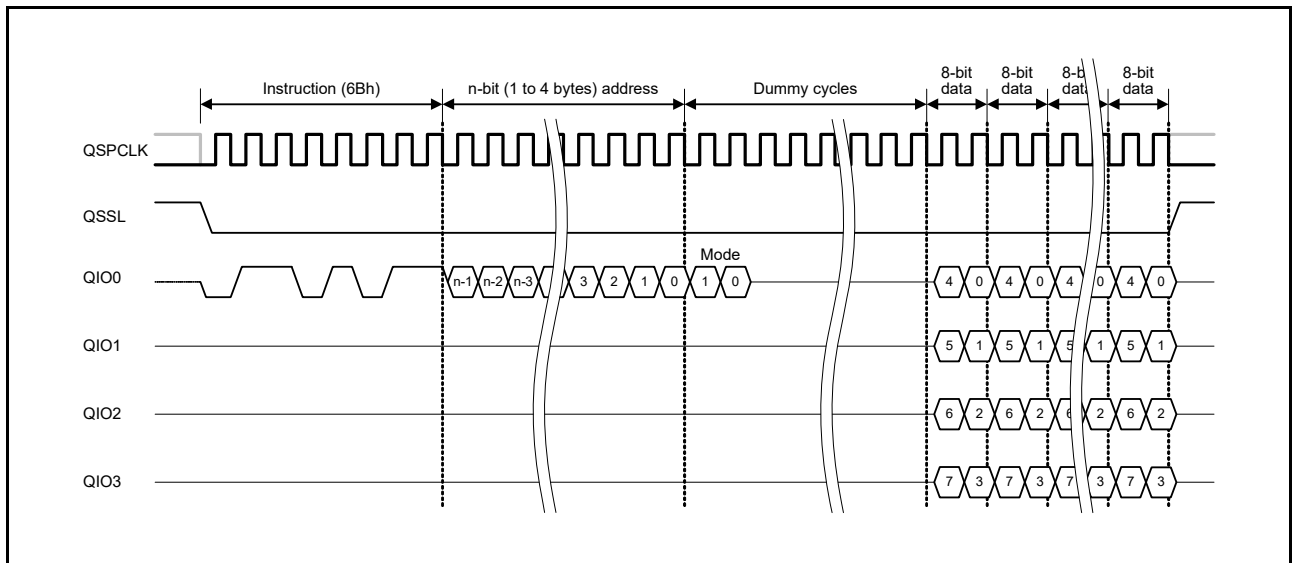 8-bit 8-bit 8-b 8-bit
Instruction (6Bh) n-bit (1 to 4 bytes) address Dummy cycles data data data data
QSPCLK
QSSL
Mode
QIO0 n-1 n-2 n-3 3 2 1 0 1 0 4 0 4 0 4 0 4 0
QIO1 5 1 5 1 5 1 5 1
QIO2 6 2 6 2 6 2 6 2
QIO3 7 3 7 3 7 3 7 3